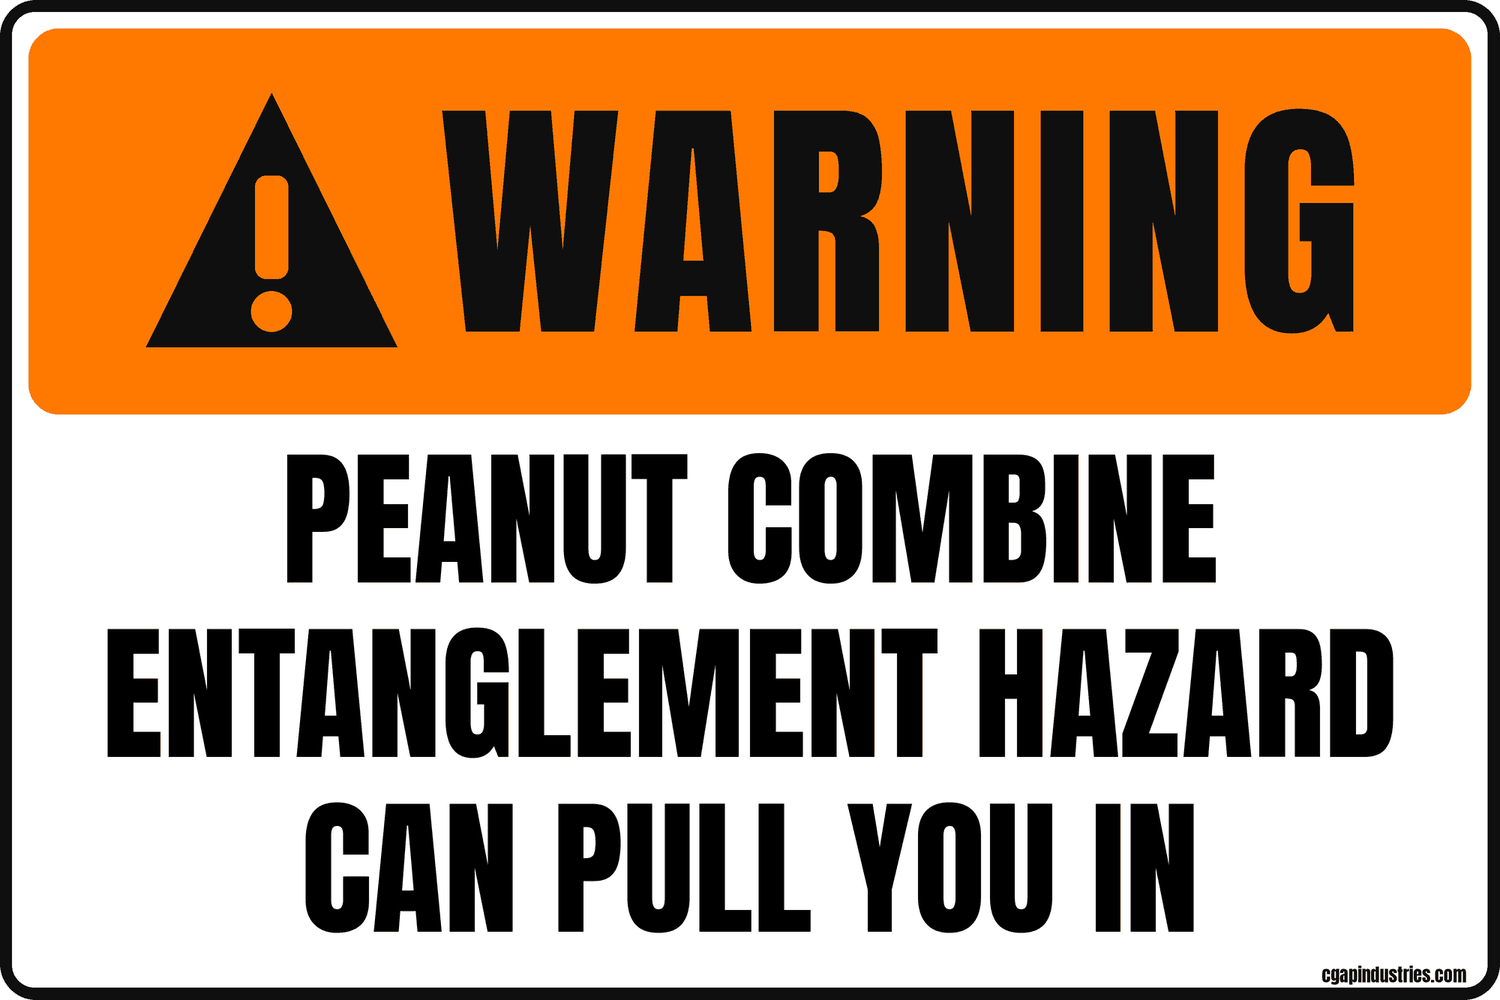 WARNING
PEANUT COMBINE
ENTANGLEMENT HAZARD
CAN PULL YOU IN
cgapindustries.com